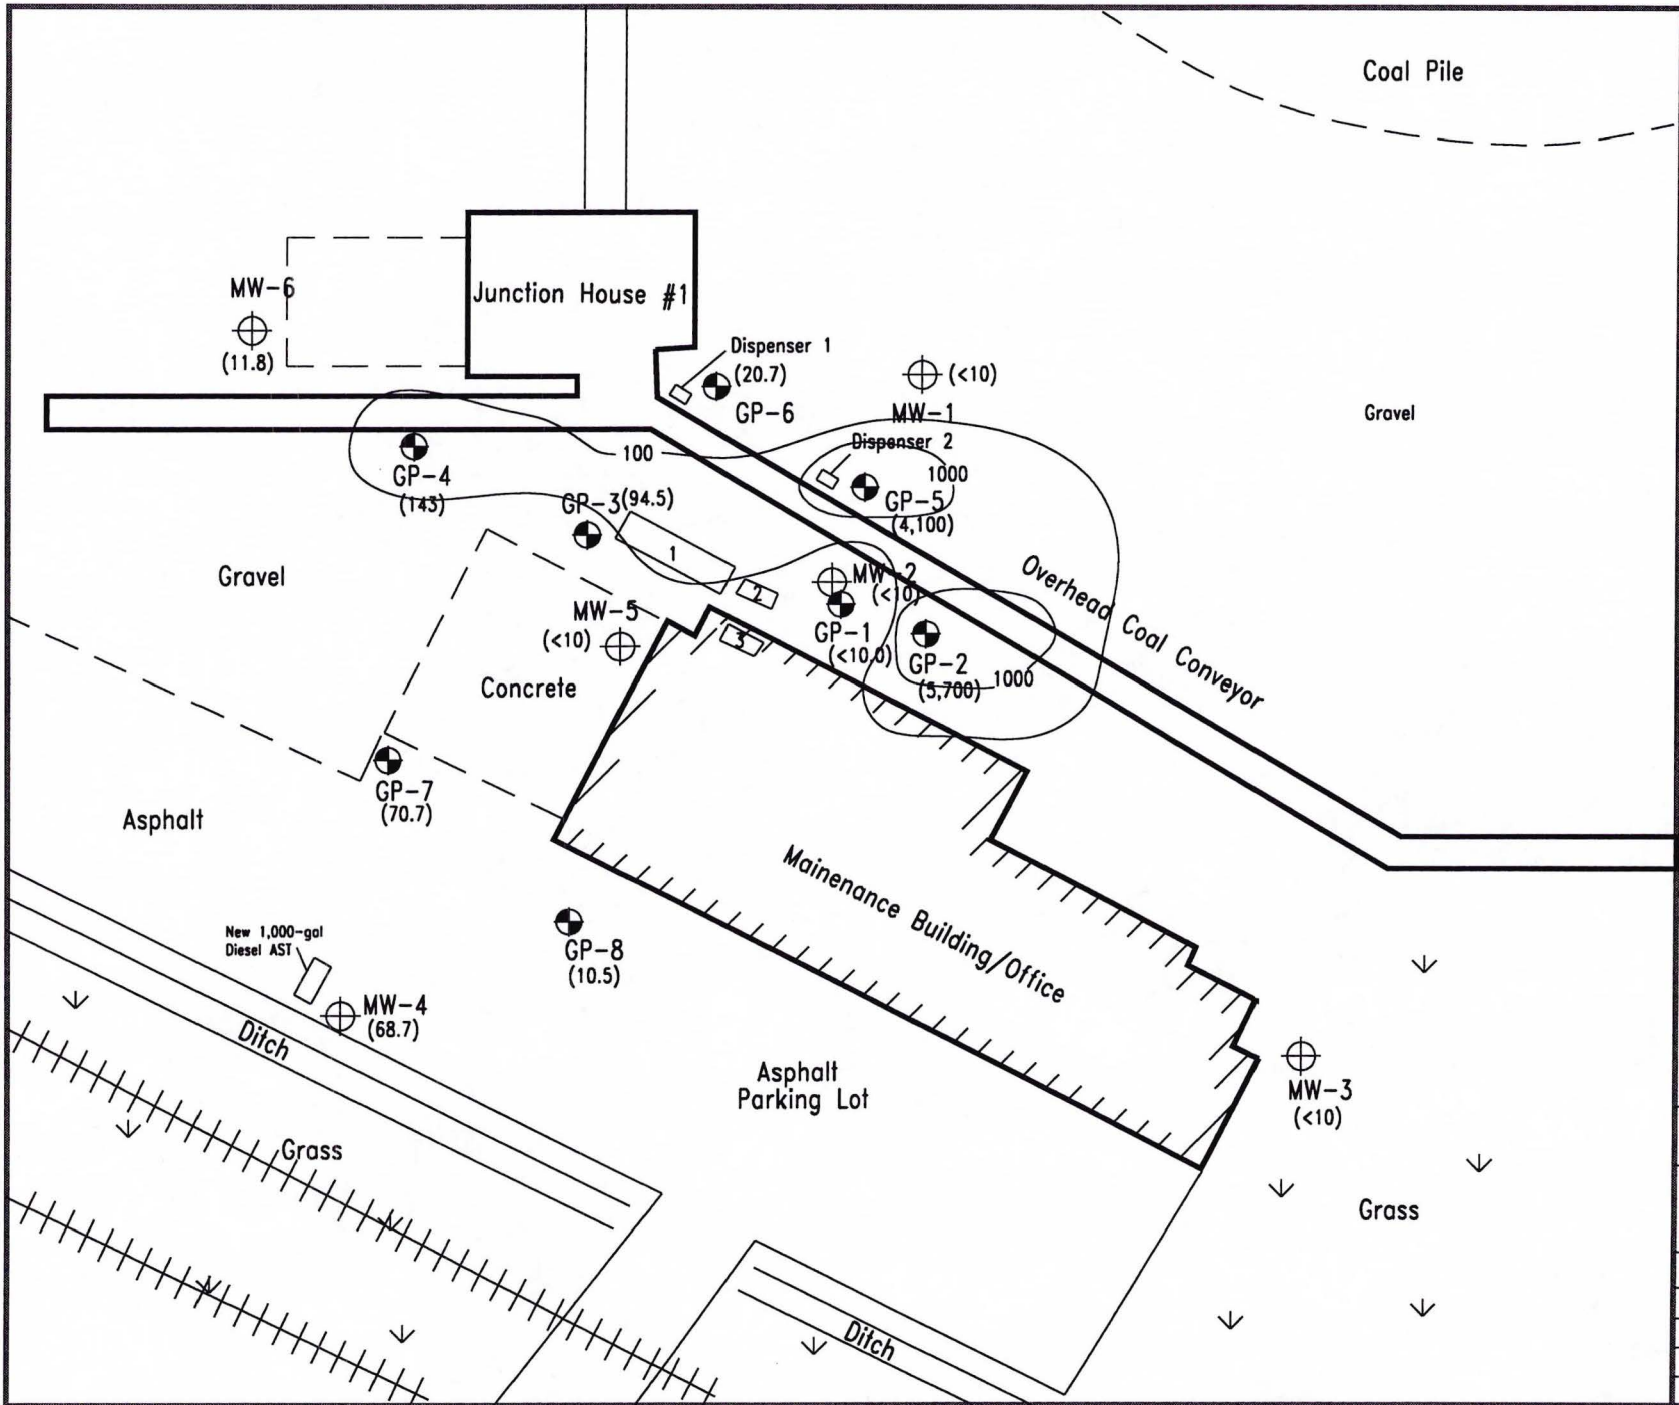 Coal Pile
MW-6
(11.8)
Junction House #1
Dispenser 1
(20.7)
GP-6
(<10)
MW-1
Gravel
Dispenser 2
1000
GP-5
(4,100)
100
GP-4
(143)
GP-3 (94.5)
1
2
3
Gravel
MW-5
(<10)
MW-2
(<10)
GP-1
(<10.0)
GP-2
(5,700)
1000
Overhead Coal Conveyor
Concrete
GP-7
(70.7)
Asphalt
Mainenance Building/Office
New 1,000-gal
Diesel AST
GP-8
(10.5)
MW-4
(68.7)
Ditch
Asphalt
Parking Lot
MW-3
(<10)
Grass
Grass
Ditch